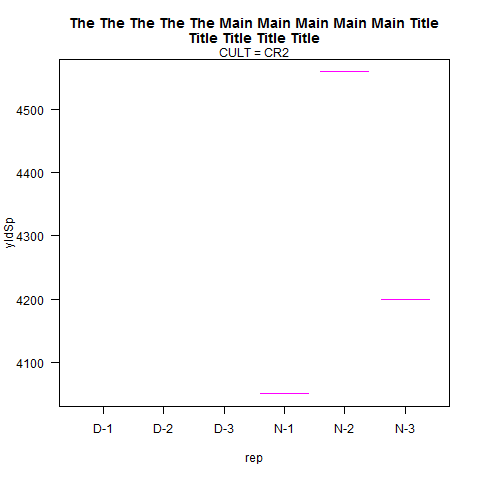 The The The The The Main Main Main Main Main Title
Title Title Title Title
CULT = CR2
4500
4400
4300
4200
4100
yldSp
D-1 D-2 D-3 N-1 N-2 N-3
rep